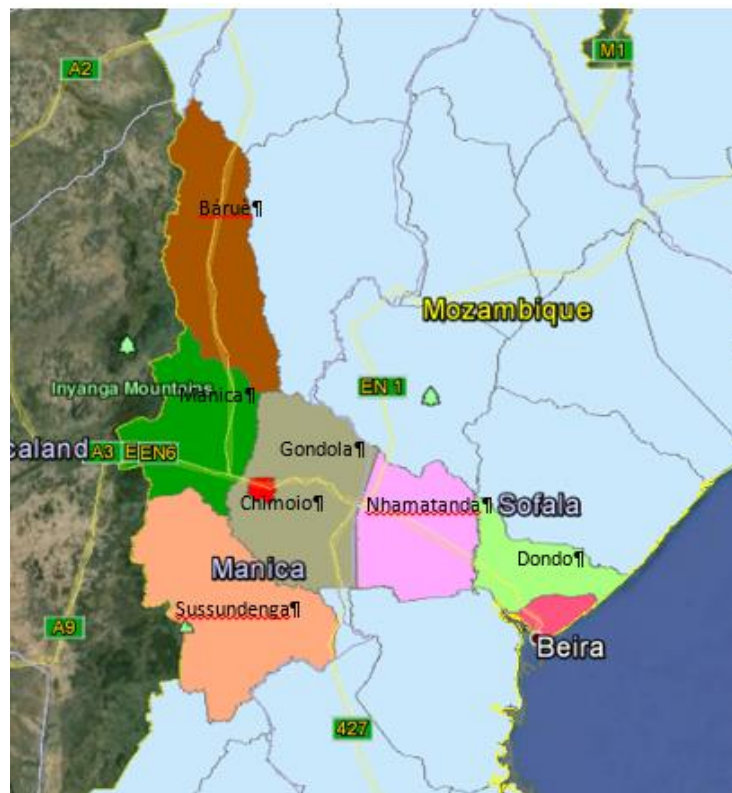 M1
A2
Báruè¶
Mozambique
Inyanga Mountains
Manica¶
EN 1
caland
A3
E
EN6
Gondola¶
Chimoio¶
Nhamatanda¶
Sofala
Dondo¶
Manica
Sussundenga¶
A9
Beira
427